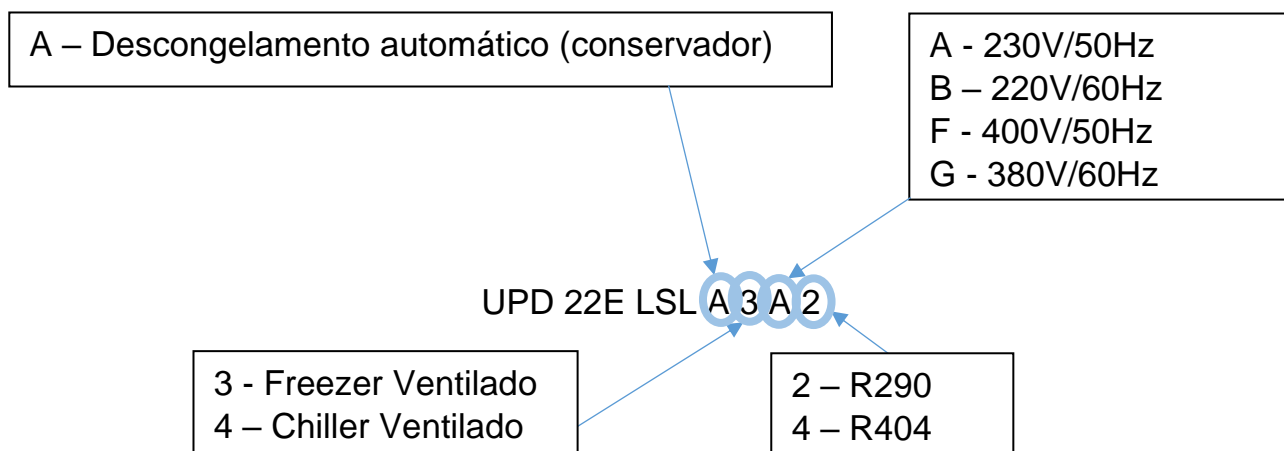 A – Descongelamento automático (conservador)
A - 230V/50Hz
B – 220V/60Hz
F - 400V/50Hz
G - 380V/60Hz
UPD 22E LSL A 3 A 2
3 - Freezer Ventilado
4 – Chiller Ventilado
2 – R290
4 – R404